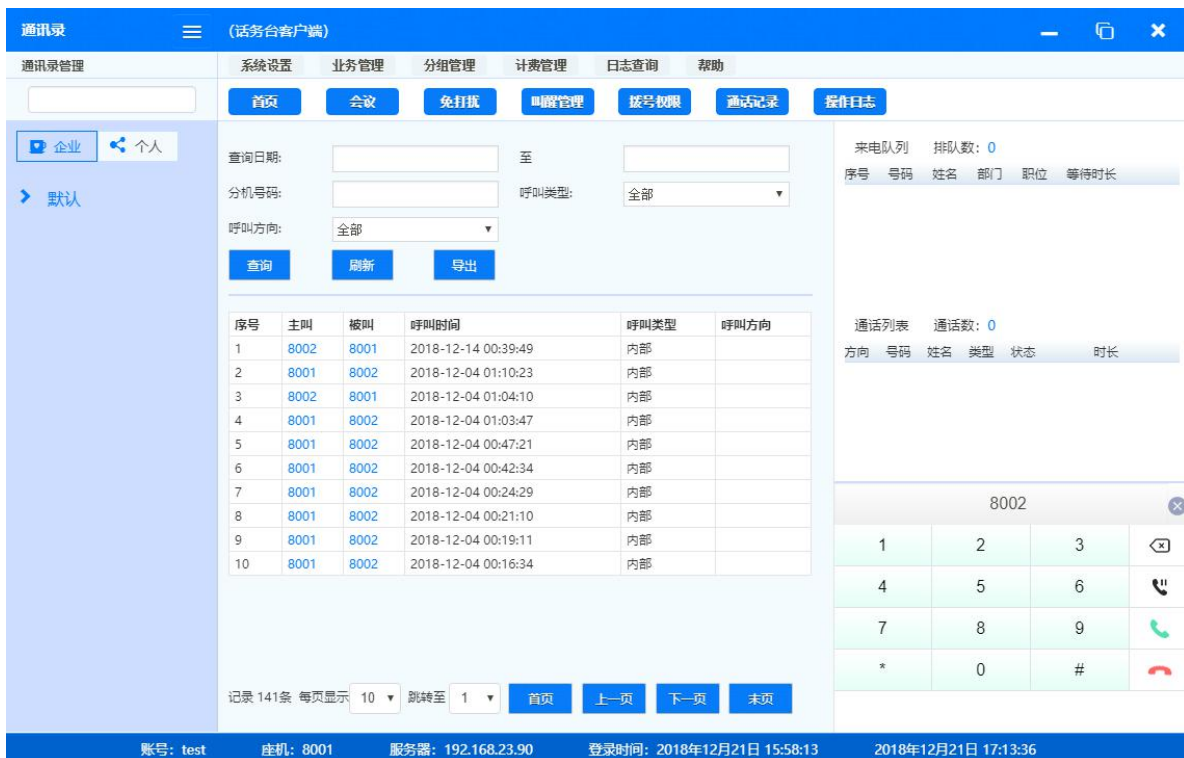 通讯录 (话务台客户端)
通讯录管理 系统设置 业务管理 分组管理 计费管理 日志查询 帮助
首页 会议 免打扰 叫醒管理 拨号权限 通话记录 操作日志
企业 个人
默认
查询日期: 至
分机号码: 呼叫类型: 全部
呼叫方向: 全部
查询 刷新 导出
序号 主叫 被叫 呼叫时间 呼叫类型 呼叫方向
1 8002 8001 2018-12-14 00:39:49 内部
2 8001 8002 2018-12-04 01:10:23 内部
3 8002 8001 2018-12-04 01:04:10 内部
4 8001 8002 2018-12-04 01:03:47 内部
5 8001 8002 2018-12-04 00:47:21 内部
6 8001 8002 2018-12-04 00:42:34 内部
7 8001 8002 2018-12-04 00:24:29 内部
8 8001 8002 2018-12-04 00:21:10 内部
9 8001 8002 2018-12-04 00:19:11 内部
10 8001 8002 2018-12-04 00:16:34 内部
记录 141条 每页显示 10 跳转至 1 首页 上一页 下一页 末页
来电队列 排队数: 0
序号 号码 姓名 部门 职位 等待时长
通话列表 通话数: 0
方向 号码 姓名 类型 状态 时长
8002
1 2 3
4 5 6
7 8 9
* 0 #
账号: test 座机: 8001 服务器: 192.168.23.90 登录时间: 2018年12月21日 15:58:13 2018年12月21日 17:13:36